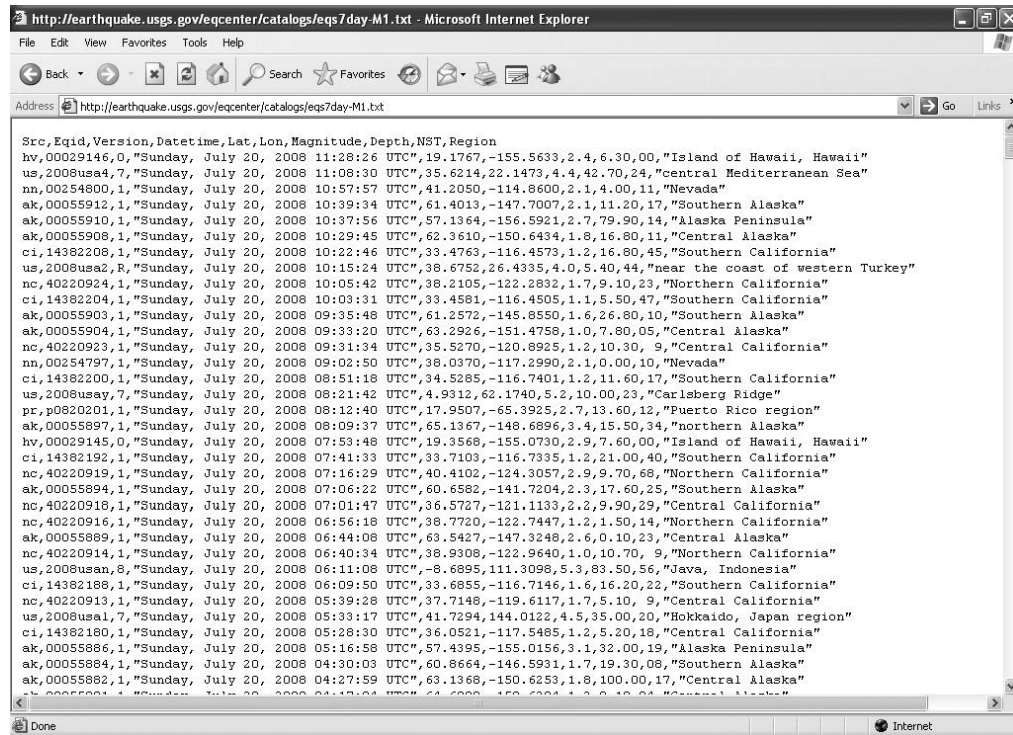 http://earthquake.usgs.gov/eqcenter/catalogs/eqs7day-M1.txt - Microsoft Internet Explorer
File Edit View Favorites Tools Help
Back Search Favorites
Address http://earthquake.usgs.gov/eqcenter/catalogs/eqs7day-M1.txt Go Links
Src,Eqid,Version,Datetime,Lat,Lon,Magnitude,Depth,NST,Region
hv,00029146,0,"Sunday, July 20, 2008 11:28:26 UTC",19.1767,-155.5633,2.4,6.30,00,"Island of Hawaii, Hawaii"
us,2008usa4,7,"Sunday, July 20, 2008 11:08:30 UTC",35.6214,22.1473,4.4,42.70,24,"central Mediterranean Sea"
nn,00254800,1,"Sunday, July 20, 2008 10:57:57 UTC",41.2050,-114.8600,2.1,4.00,11,"Nevada"
ak,00055912,1,"Sunday, July 20, 2008 10:39:34 UTC",61.4013,-147.7007,2.1,11.20,17,"Southern Alaska"
ak,00055910,1,"Sunday, July 20, 2008 10:37:56 UTC",57.1364,-156.5921,2.7,79.90,14,"Alaska Peninsula"
ak,00055908,1,"Sunday, July 20, 2008 10:29:45 UTC",62.3610,-150.6434,1.8,16.80,11,"Central Alaska"
ci,14382208,1,"Sunday, July 20, 2008 10:22:46 UTC",33.4763,-116.4573,1.2,16.80,45,"Southern California"
us,2008usa2,R,"Sunday, July 20, 2008 10:15:24 UTC",38.6752,26.4335,4.0,5.40,44,"near the coast of western Turkey"
nc,40220924,1,"Sunday, July 20, 2008 10:05:42 UTC",38.2105,-122.2832,1.7,9.10,23,"Northern California"
ci,14382204,1,"Sunday, July 20, 2008 10:03:31 UTC",33.4581,-116.4505,1.1,5.50,47,"Southern California"
ak,00055903,1,"Sunday, July 20, 2008 09:35:48 UTC",61.2572,-145.8550,1.6,26.80,10,"Southern Alaska"
ak,00055904,1,"Sunday, July 20, 2008 09:33:20 UTC",63.2926,-151.4758,1.0,7.80,05,"Central Alaska"
nc,40220923,1,"Sunday, July 20, 2008 09:31:34 UTC",35.5270,-120.8925,1.2,10.30, 9,"Central California"
nn,00254797,1,"Sunday, July 20, 2008 09:02:50 UTC",38.0370,-117.2990,2.1,0.00,10,"Nevada"
ci,14382200,1,"Sunday, July 20, 2008 08:51:18 UTC",34.5285,-116.7401,1.2,11.60,17,"Southern California"
us,2008usay,7,"Sunday, July 20, 2008 08:21:42 UTC",4.9312,62.1740,5.2,10.00,23,"Carlsberg Ridge"
pr,p0820201,1,"Sunday, July 20, 2008 08:12:40 UTC",17.9507,-65.3925,2.7,13.60,12,"Puerto Rico region"
ak,00055897,1,"Sunday, July 20, 2008 08:09:37 UTC",65.1367,-148.6896,3.4,15.50,34,"northern Alaska"
hv,00029145,0,"Sunday, July 20, 2008 07:53:48 UTC",19.3568,-155.0730,2.9,7.60,00,"Island of Hawaii, Hawaii"
ci,14382192,1,"Sunday, July 20, 2008 07:41:33 UTC",33.7103,-116.7335,1.2,21.00,40,"Southern California"
nc,40220919,1,"Sunday, July 20, 2008 07:16:29 UTC",40.4102,-124.3057,2.9,9.70,68,"Northern California"
ak,00055894,1,"Sunday, July 20, 2008 07:06:22 UTC",60.6582,-141.7204,2.3,17.60,25,"Southern Alaska"
nc,40220918,1,"Sunday, July 20, 2008 07:01:47 UTC",36.5727,-121.1133,2.2,9.90,29,"Central California"
nc,40220916,1,"Sunday, July 20, 2008 06:56:18 UTC",38.7720,-122.7447,1.2,1.50,14,"Northern California"
ak,00055889,1,"Sunday, July 20, 2008 06:44:08 UTC",63.5427,-147.3248,2.6,0.10,23,"Central Alaska"
nc,40220914,1,"Sunday, July 20, 2008 06:40:34 UTC",38.9308,-122.9640,1.0,10.70, 9,"Northern California"
us,2008usan,8,"Sunday, July 20, 2008 06:11:08 UTC",-8.6895,111.3098,5.3,83.50,56,"Java, Indonesia"
ci,14382188,1,"Sunday, July 20, 2008 06:09:50 UTC",33.6855,-116.7146,1.6,16.20,22,"Southern California"
nc,40220913,1,"Sunday, July 20, 2008 05:39:28 UTC",37.7148,-119.6117,1.7,5.10, 9,"Central California"
us,2008usal,7,"Sunday, July 20, 2008 05:33:17 UTC",41.7294,144.0122,4.5,35.00,20,"Hokkaido, Japan region"
ci,14382180,1,"Sunday, July 20, 2008 05:28:30 UTC",36.0521,-117.5485,1.2,5.20,18,"Central California"
ak,00055886,1,"Sunday, July 20, 2008 05:16:58 UTC",57.4395,-155.0156,3.1,32.00,19,"Alaska Peninsula"
ak,00055884,1,"Sunday, July 20, 2008 04:30:03 UTC",60.8664,-146.5931,1.7,19.30,08,"Southern Alaska"
ak,00055882,1,"Sunday, July 20, 2008 04:27:59 UTC",63.1368,-150.6253,1.8,100.00,17,"Central Alaska"
Done Internet